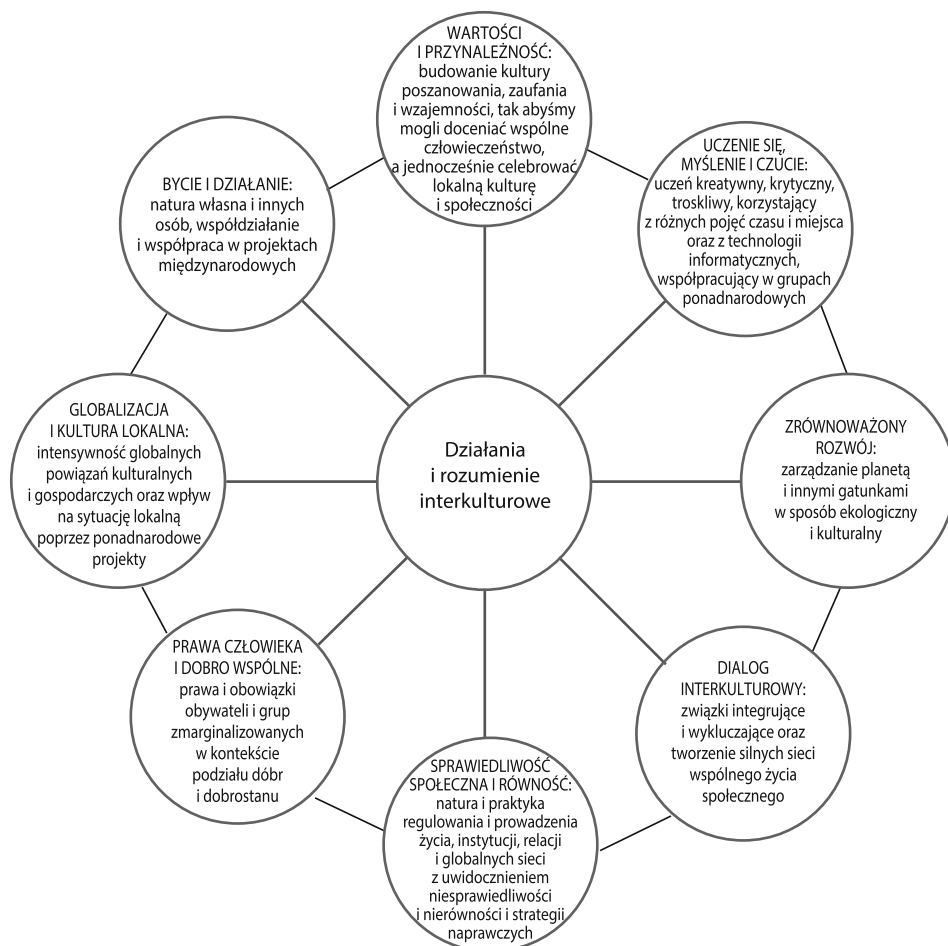 WARTOŚCI
I PRZYNALEŻNOŚĆ:
budowanie kultury
poszanowania, zaufania
i wzajemności, tak abyśmy
mogli doceniać wspólne
człowieczeństwo,
a jednocześnie celebrować
lokalną kulturę
i społeczności
UCZENIE SIĘ,
MYŚLENIE I CZUCIE:
uczeń kreatywny, krytyczny,
troskliwy, korzystający
z różnych pojęć czasu i miejsca
oraz z technologii
informatycznych,
współpracujący w grupach
ponadnarodowych
ZRÓWNOWAŻONY
ROZWÓJ:
zarządzanie planetą
i innymi gatunkami
w sposób ekologiczny
i kulturalny
DIALOG
INTERKULTUROWY:
związki integrujące
i wykluczające oraz
tworzenie silnych sieci
wspólnego życia
społecznego
SPRAWIEDLIWOŚĆ
SPOŁECZNA I RÓWNOŚĆ:
natura i praktyka
regulowania i prowadzenia
życia, instytucji, relacji
i globalnych sieci
z uwidocznieniem
niesprawiedliwości
i nierówności i strategii
naprawczych
PRAWA CZŁOWIEKA
I DOBRO WSPÓLNE:
prawa i obowiązki
obywateli i grup
zmarginalizowanych
w kontekście
podziału dóbr
i dobrostanu
GLOBALIZACJA
I KULTURA LOKALNA:
intensywność globalnych
powiązań kulturalnych
i gospodarczych oraz wpływ
na sytuację lokalną
poprzez ponadnarodowe
projekty
BYCIE I DZIAŁANIE:
natura własna i innych
osób, współdziałanie
i współpraca w projektach
międzynarodowych
Działania
i rozumienie
interkulturowe